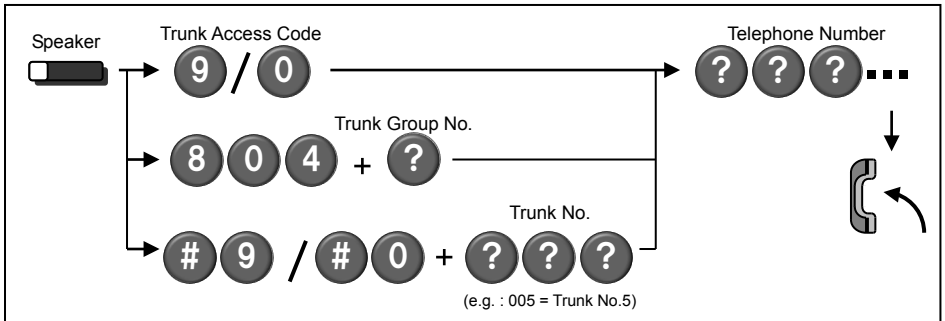 Speaker
Trunk Access Code
9 / 0
Telephone Number
? ? ?
Trunk Group No.
8 0 4 + ?
Trunk No.
# 9 / # 0 + ? ? ?
(e.g. : 005 = Trunk No.5)